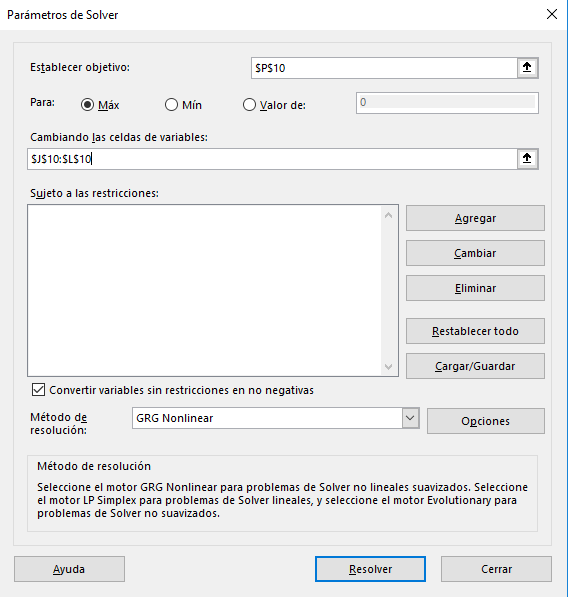 Parámetros de Solver
Establecer objetivo:
$P$10
Para:
Máx
Mín
Valor de:
0
Cambiando las celdas de variables:
$J$10:$L$10
Sujeto a las restricciones:
Agregar
Cambiar
Eliminar
Restablecer todo
Cargar/Guardar
Convertir variables sin restricciones en no negativas
Método de
resolución:
GRG Nonlinear
Opciones
Método de resolución
Seleccione el motor GRG Nonlinear para problemas de Solver no lineales suavizados. Seleccione
el motor LP Simplex para problemas de Solver lineales, y seleccione el motor Evolutionary para
problemas de Solver no suavizados.
Ayuda
Resolver
Cerrar